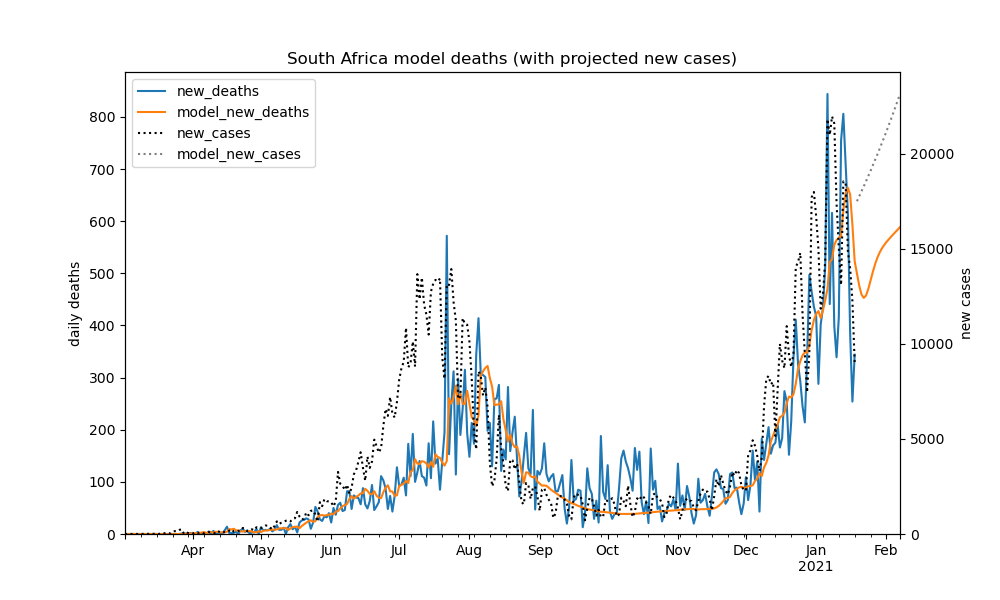 South Africa model deaths (with projected new cases)
new_deaths
model_new_deaths
new_cases
model_new_cases
daily deaths
800
700
600
500
400
300
200
100
0
new cases
20000
15000
10000
5000
0
Apr May Jun Jul Aug Sep Oct Nov Dec Jan Feb
2021